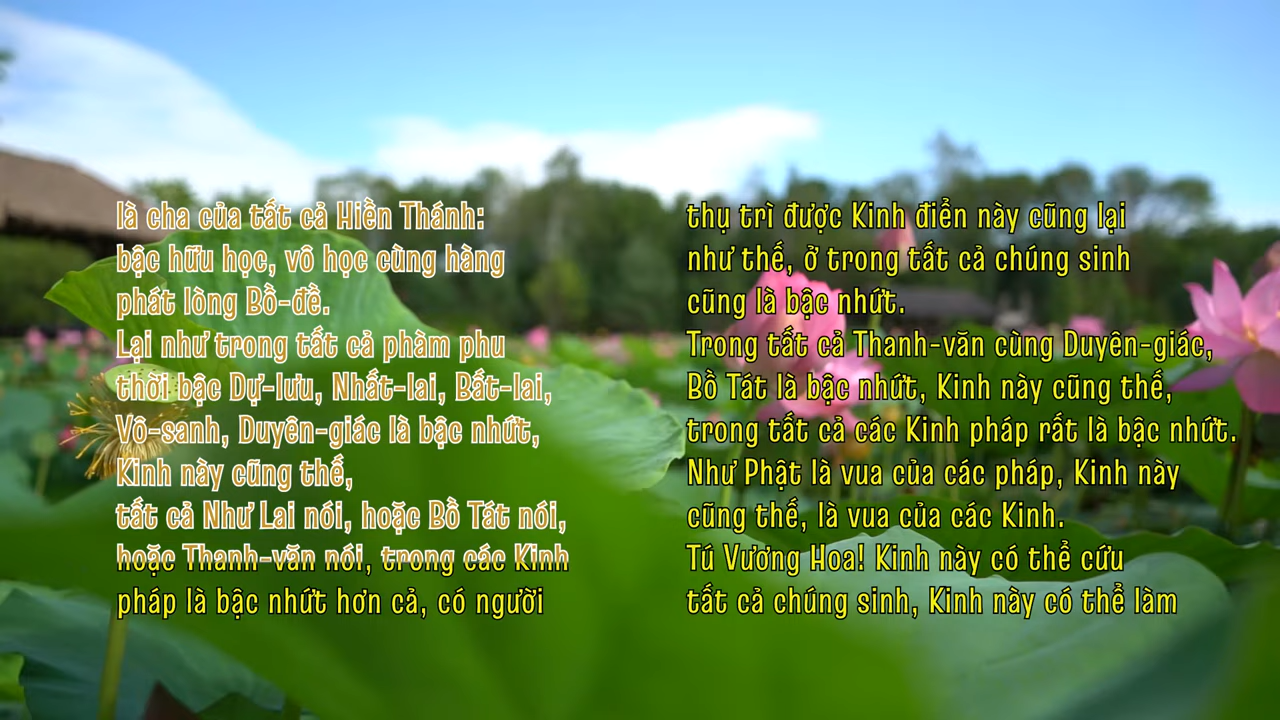 là cha của tất cả Hiền Thánh:
bậc hữu học, vô học cùng hàng
phát lòng Bồ-đề.
Lại như trong tất cả phàm phu
thời bậc Dự-lưu, Nhất-lai, Bất-lai,
Vô-sanh, Duyên-giác là bậc nhứt,
Kinh này cũng thế,
tất cả Như Lai nói, hoặc Bồ Tát nói,
hoặc Thanh-văn nói, trong các Kinh
pháp là bậc nhứt hơn cả, có người
thụ trì được Kinh điển này cũng lại
như thế, ở trong tất cả chúng sinh
cũng là bậc nhứt.
Trong tất cả Thanh-văn cùng Duyên-giác,
Bồ Tát là bậc nhứt, Kinh này cũng thế,
trong tất cả các Kinh pháp rất là bậc nhứt.
Như Phật là vua của các pháp, Kinh này
cũng thế, là vua của các Kinh.
Tú Vương Hoa! Kinh này có thể cứu
tất cả chúng sinh, Kinh này có thể làm